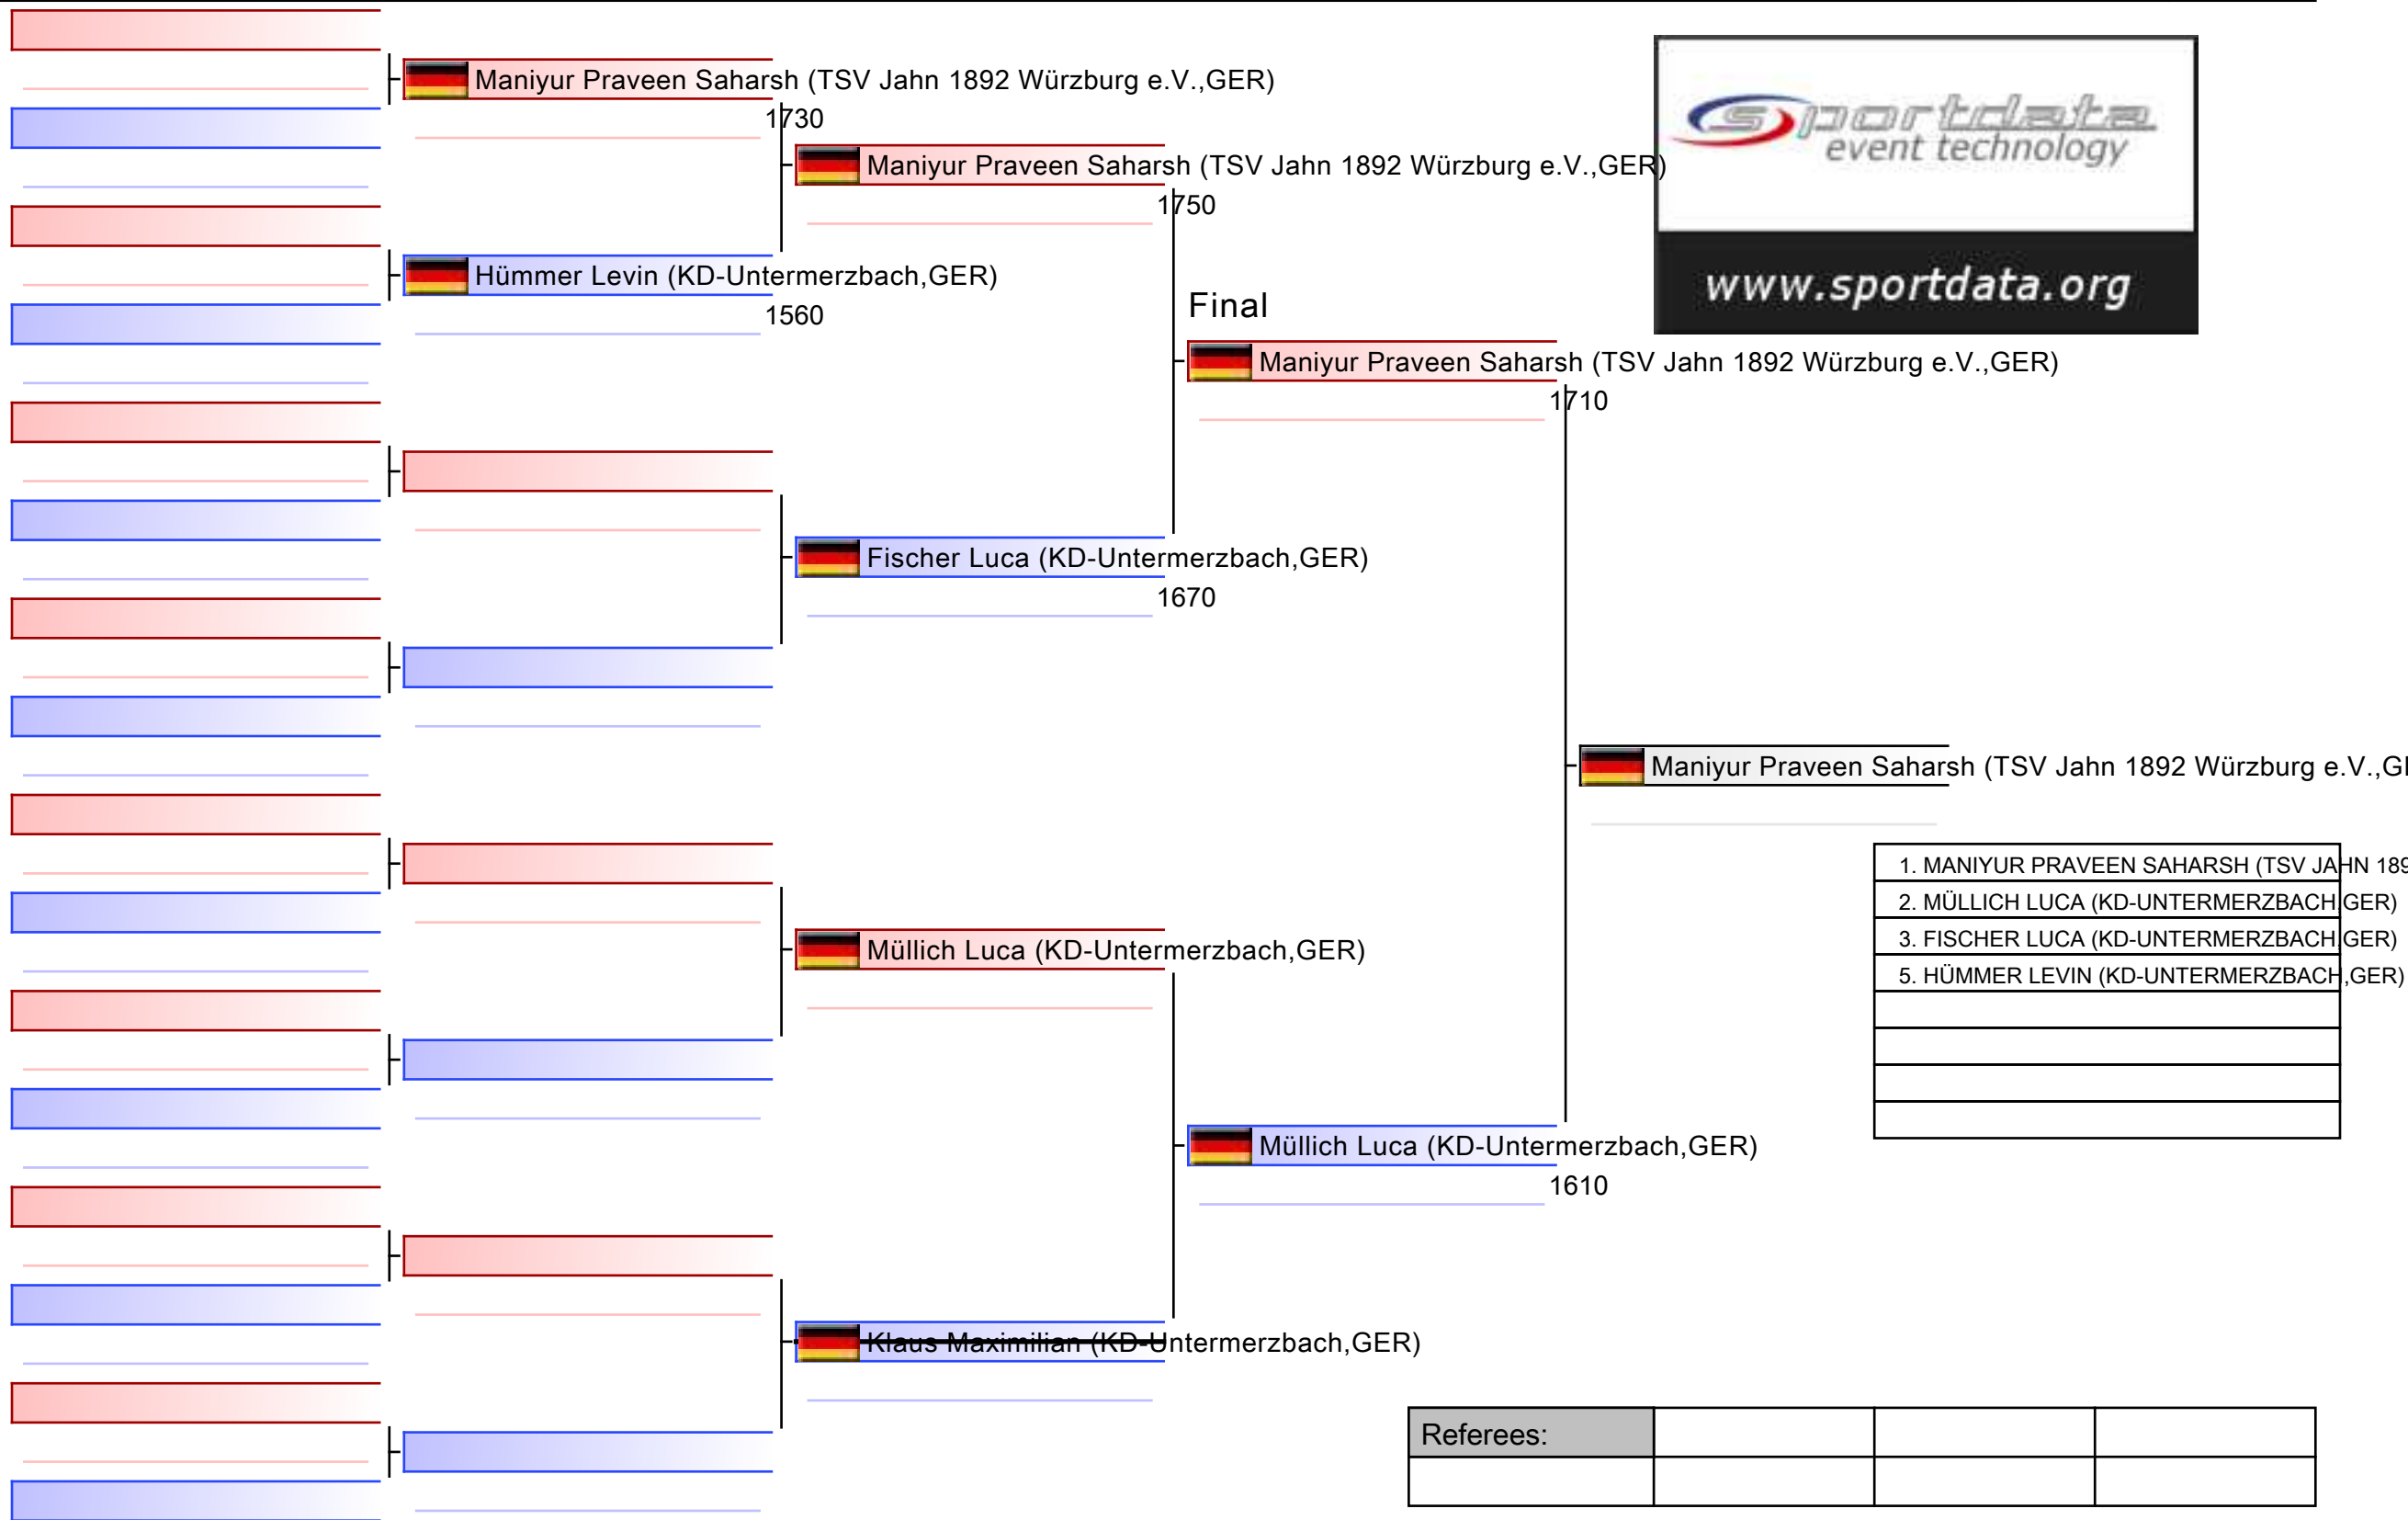 Maniyur Praveen Saharsh (TSV Jahn 1892 Würzburg e.V.,GER)
1730
Hümmer Levin (KD-Untermerzbach,GER)
1560
Maniyur Praveen Saharsh (TSV Jahn 1892 Würzburg e.V.,GER)
1750
Fischer Luca (KD-Untermerzbach,GER)
1670
Müllich Luca (KD-Untermerzbach,GER)
Klaus Maximilian (KD-Untermerzbach,GER)
Final
Maniyur Praveen Saharsh (TSV Jahn 1892 Würzburg e.V.,GER)
1710
Müllich Luca (KD-Untermerzbach,GER)
1610
sportdata
event technology
www.sportdata.org
Maniyur Praveen Saharsh (TSV Jahn 1892 Würzburg e.V.,G
1. MANIYUR PRAVEEN SAHARSH (TSV JAHN 189
2. MÜLLICH LUCA (KD-UNTERMERZBACH,GER)
3. FISCHER LUCA (KD-UNTERMERZBACH,GER)
5. HÜMMER LEVIN (KD-UNTERMERZBACH,GER)
Referees: